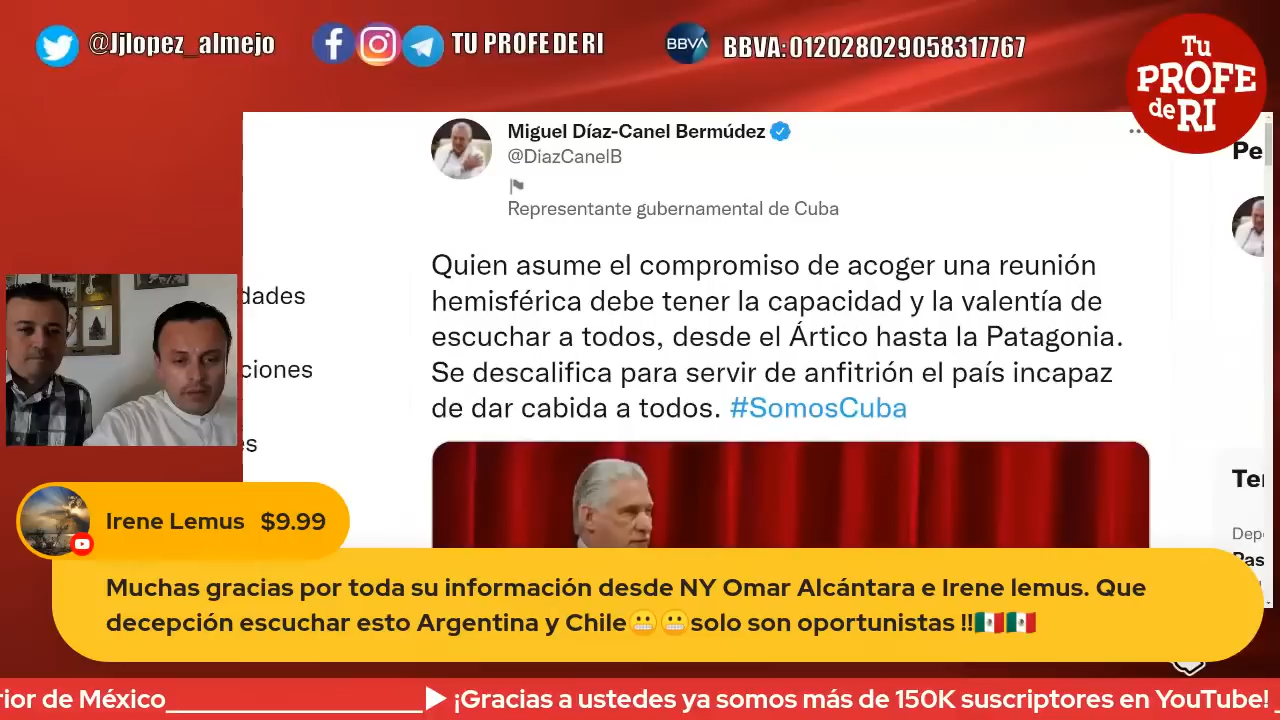 @Jjlopez_almejo
TU PROFE DE RI
BBVA
BBVA: 012028029058317767
Tu
PROFE
de RI
Miguel Díaz-Canel Bermúdez
@DiazCanelB
Representante gubernamental de Cuba
Pe
Quien asume el compromiso de acoger una reunión
hemisférica debe tener la capacidad y la valentía de
escuchar a todos, desde el Ártico hasta la Patagonia.
Se descalifica para servir de anfitrión el país incapaz
de dar cabida a todos. #SomosCuba
dades
ciones
es
Ter
Depo
Pas
Irene Lemus $9.99
Muchas gracias por toda su información desde NY Omar Alcántara e Irene lemus. Que
decepción escuchar esto Argentina y Chile😬😬solo son oportunistas !!🇲🇽🇲🇽
rior de México____________________▶ ¡Gracias a ustedes ya somos más de 150K suscriptores en YouTube! _